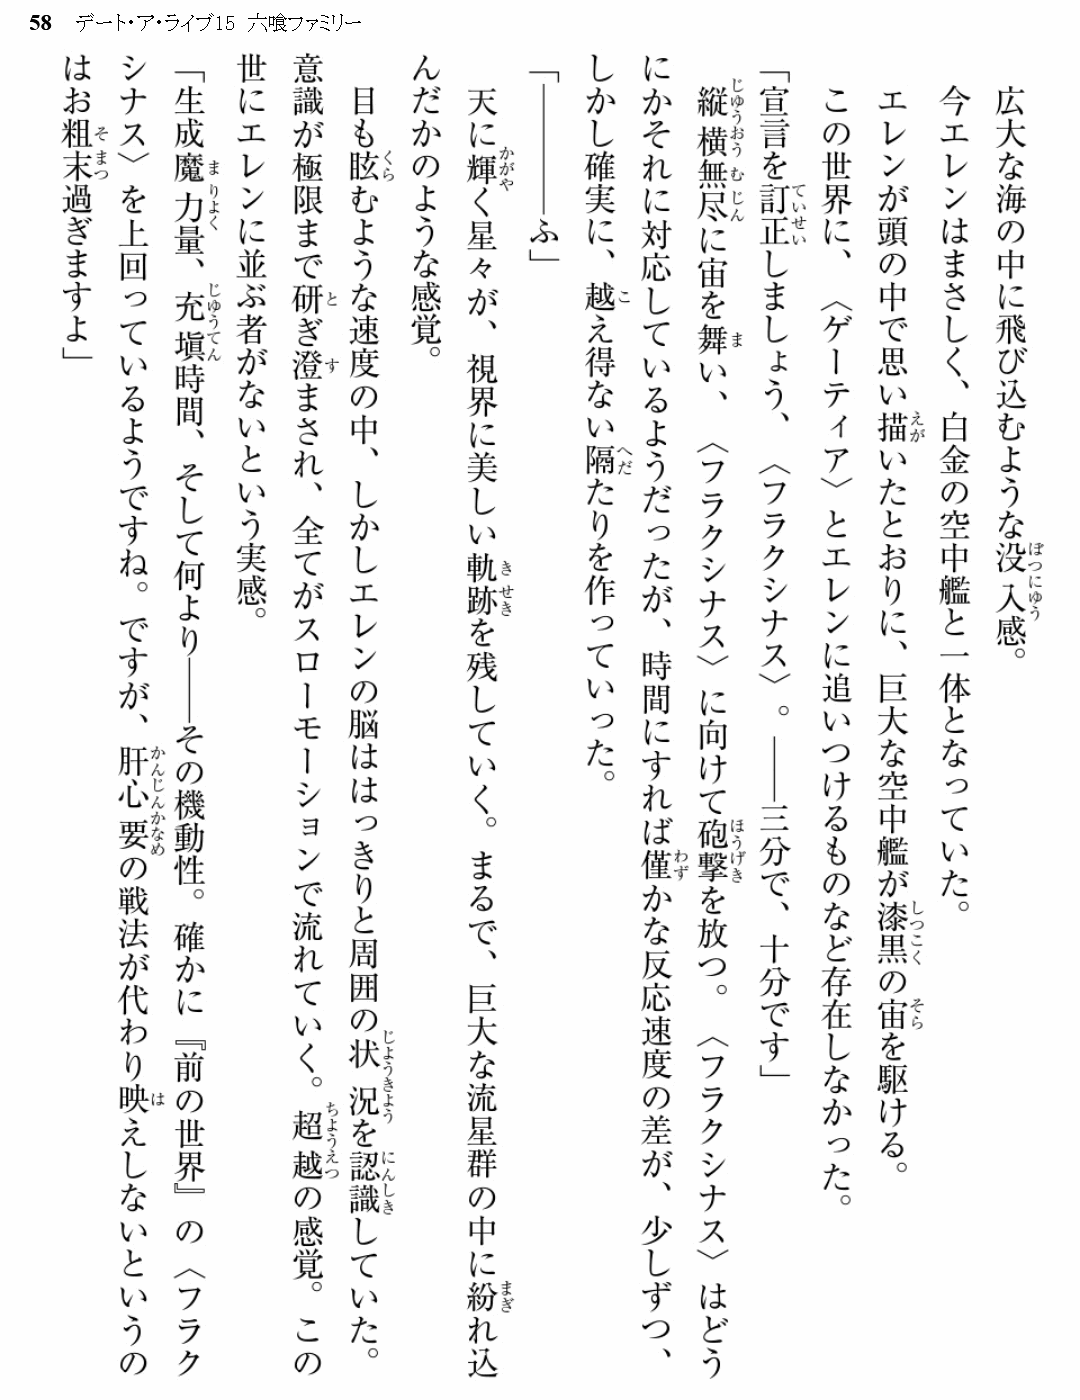 58 デート・ア・ライブ15 六喰ファミリー
広大な海の中に飛び込むような没入感。
今エレンはまさしく、白金の空中艦と一体となっていた。
エレンが頭の中で思い描いたとおりに、巨大な空中艦が漆黒の宙を駆ける。
この世界に、〈ゲーティア〉とエレンに追いつけるものなど存在しなかった。
「宣言を訂正しましょう、〈フラクシナス〉。――三分で、十分です」
縦横無尽に宙を舞い、〈フラクシナス〉に向けて砲撃を放つ。〈フラクシナス〉はどう
にかそれに対応しているようだったが、時間にすれば僅かな反応速度の差が、少しずつ、
しかし確実に、越え得ない隔たりを作っていった。
「――――ふ」
天に輝く星々が、視界に美しい軌跡を残していく。まるで、巨大な流星群の中に紛れ込
んだかのような感覚。
目も眩むような速度の中、しかしエレンの脳ははっきりと周囲の状況を認識していた。
意識が極限まで研ぎ澄まされ、全てがスローモーションで流れていく。超越の感覚。この
世にエレンに並ぶ者がないという実感。
「生成魔力量、充塡時間、そして何より――その機動性。確かに『前の世界』の〈フラク
シナス〉を上回っているようですね。ですが、肝心要の戦法が代わり映えしないというの
はお粗末過ぎますよ」